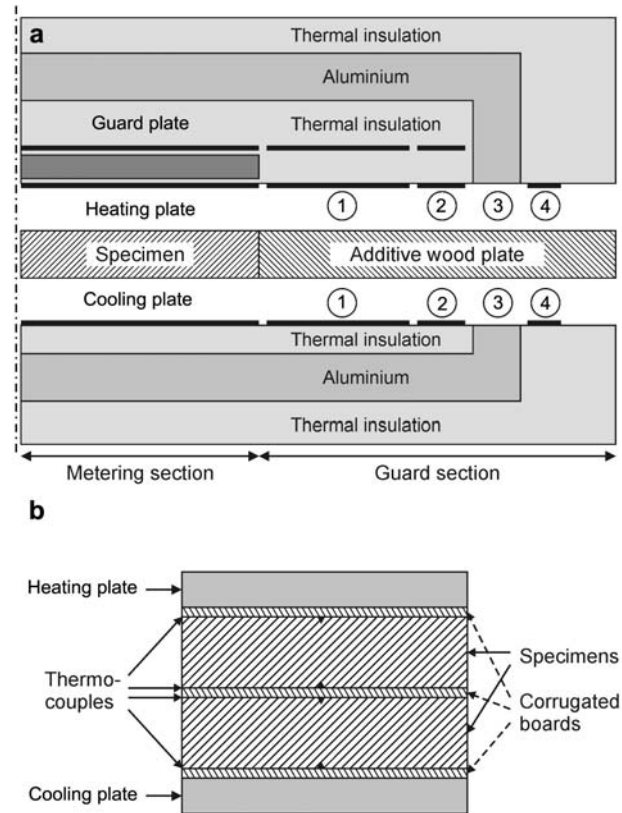 a
Thermal insulation
Aluminium
Guard plate
Thermal insulation
Heating plate
1 2 3 4
Specimen
Additive wood plate
Cooling plate
1 2 3 4
Thermal insulation
Aluminium
Thermal insulation
Metering section
Guard section
b
Heating plate
Thermo-
couples
Cooling plate
Specimens
Corrugated
boards